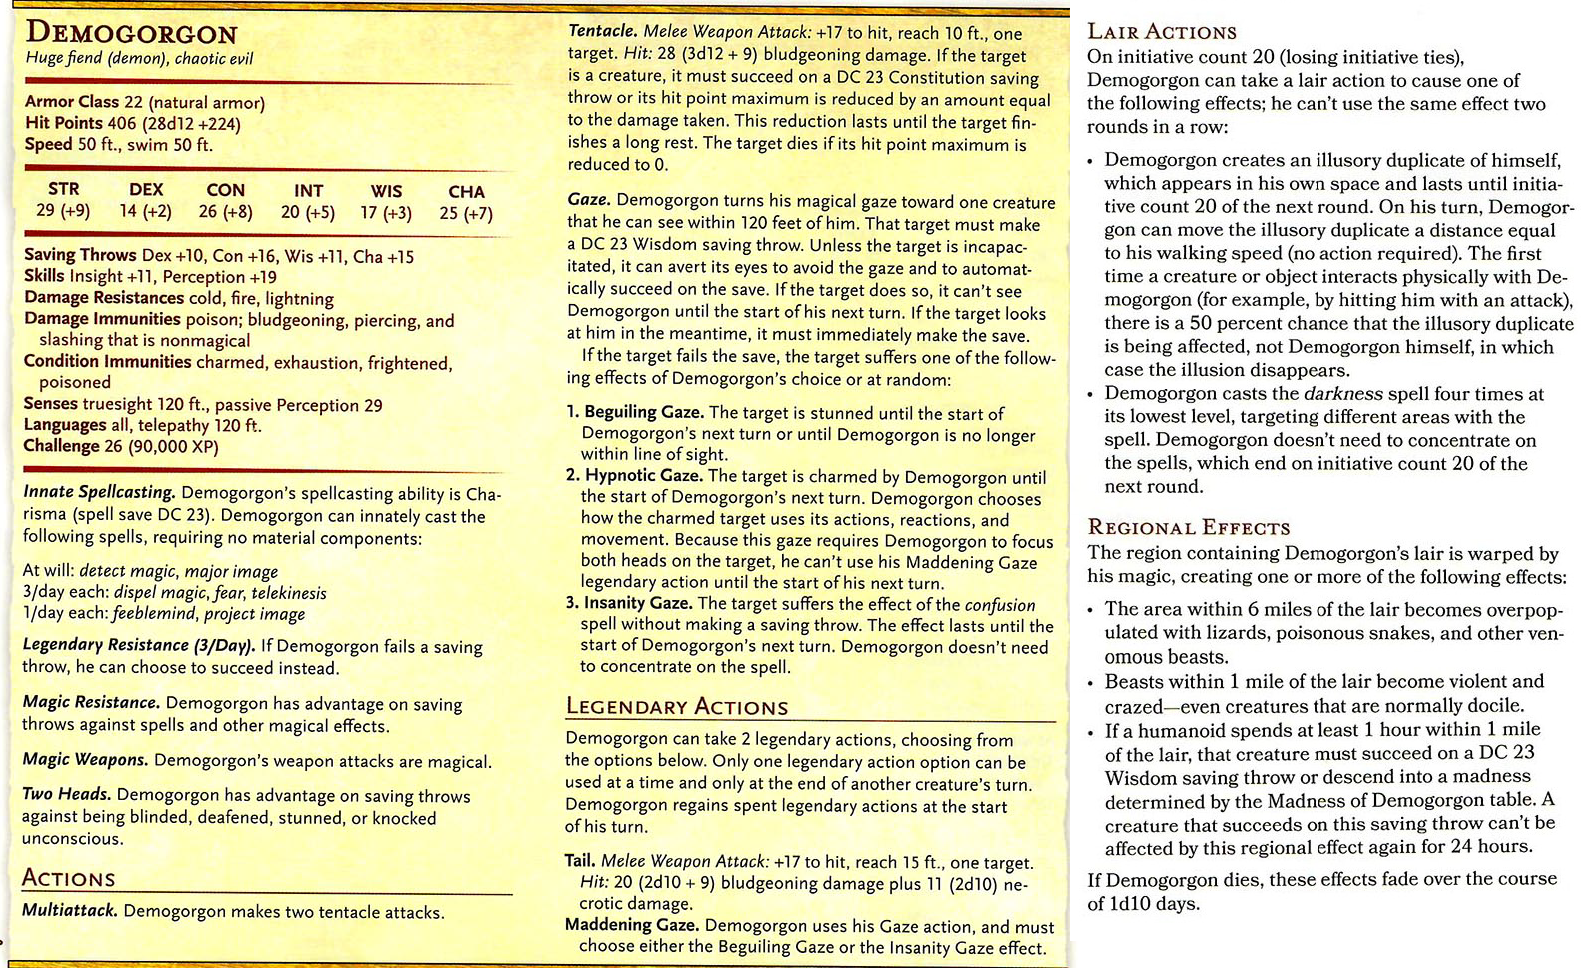 DEMOGORGON
Huge fiend (demon), chaotic evil
Armor Class 22 (natural armor)
Hit Points 406 (28d12 +224)
Speed 50 ft., swim 50 ft.
STR DEX CON INT WIS CHA
29 (+9) 14 (+2) 26 (+8) 20 (+5) 17 (+3) 25 (+7)
Saving Throws Dex +10, Con +16, Wis +11, Cha +15
Skills Insight +11, Perception +19
Damage Resistances cold, fire, lightning
Damage Immunities poison; bludgeoning, piercing, and
slashing that is nonmagical
Condition Immunities charmed, exhaustion, frightened,
poisoned
Senses truesight 120 ft., passive Perception 29
Languages all, telepathy 120 ft.
Challenge 26 (90,000 XP)
Innate Spellcasting. Demogorgon's spellcasting ability is Cha-
risma (spell save DC 23). Demogorgon can innately cast the
following spells, requiring no material components:
At will: detect magic, major image
3/day each: dispel magic, fear, telekinesis
1/day each: feeblemind, project image
Legendary Resistance (3/Day). If Demogorgon fails a saving
throw, he can choose to succeed instead.
Magic Resistance. Demogorgon has advantage on saving
throws against spells and other magical effects.
Magic Weapons. Demogorgon's weapon attacks are magical.
Two Heads. Demogorgon has advantage on saving throws
against being blinded, deafened, stunned, or knocked
unconscious.
ACTIONS
Multiattack. Demogorgon makes two tentacle attacks.
Tentacle. Melee Weapon Attack: +17 to hit, reach 10 ft., one
target. Hit: 28 (3d12 + 9) bludgeoning damage. If the target
is a creature, it must succeed on a DC 23 Constitution saving
throw or its hit point maximum is reduced by an amount equal
to the damage taken. This reduction lasts until the target fin-
ishes a long rest. The target dies if its hit point maximum is
reduced to 0.
Gaze. Demogorgon turns his magical gaze toward one creature
that he can see within 120 feet of him. That target must make
a DC 23 Wisdom saving throw. Unless the target is incapac-
itated, it can avert its eyes to avoid the gaze and to automat-
ically succeed on the save. If the target does so, it can't see
Demogorgon until the start of his next turn. If the target looks
at him in the meantime, it must immediately make the save.
If the target fails the save, the target suffers one of the follow-
ing effects of Demogorgon's choice or at random:
1. Beguiling Gaze. The target is stunned until the start of
Demogorgon's next turn or until Demogorgon is no longer
within line of sight.
2. Hypnotic Gaze. The target is charmed by Demogorgon until
the start of Demogorgon's next turn. Demogorgon chooses
how the charmed target uses its actions, reactions, and
movement. Because this gaze requires Demogorgon to focus
both heads on the target, he can't use his Maddening Gaze
legendary action until the start of his next turn.
3. Insanity Gaze. The target suffers the effect of the confusion
spell without making a saving throw. The effect lasts until the
start of Demogorgon's next turn. Demogorgon doesn't need
to concentrate on the spell.
LEGENDARY ACTIONS
Demogorgon can take 2 legendary actions, choosing from
the options below. Only one legendary action option can be
used at a time and only at the end of another creature's turn.
Demogorgon regains spent legendary actions at the start
of his turn.
Tail. Melee Weapon Attack: +17 to hit, reach 15 ft., one target.
Hit: 20 (2d10 + 9) bludgeoning damage plus 11 (2d10) ne-
crotic damage.
Maddening Gaze. Demogorgon uses his Gaze action, and must
choose either the Beguiling Gaze or the Insanity Gaze effect.
LAIR ACTIONS
On initiative count 20 (losing initiative ties),
Demogorgon can take a lair action to cause one of
the following effects; he can't use the same effect two
rounds in a row:
• Demogorgon creates an illusory duplicate of himself,
which appears in his own space and lasts until initia-
tive count 20 of the next round. On his turn, Demogor-
gon can move the illusory duplicate a distance equal
to his walking speed (no action required). The first
time a creature or object interacts physically with De-
mogorgon (for example, by hitting him with an attack),
there is a 50 percent chance that the illusory duplicate
is being affected, not Demogorgon himself, in which
case the illusion disappears.
• Demogorgon casts the darkness spell four times at
its lowest level, targeting different areas with the
spell. Demogorgon doesn't need to concentrate on
the spells, which end on initiative count 20 of the
next round.
REGIONAL EFFECTS
The region containing Demogorgon's lair is warped by
his magic, creating one or more of the following effects:
• The area within 6 miles of the lair becomes overpop-
ulated with lizards, poisonous snakes, and other ven-
omous beasts.
• Beasts within 1 mile of the lair become violent and
crazed—even creatures that are normally docile.
• If a humanoid spends at least 1 hour within 1 mile
of the lair, that creature must succeed on a DC 23
Wisdom saving throw or descend into a madness
determined by the Madness of Demogorgon table. A
creature that succeeds on this saving throw can't be
affected by this regional effect again for 24 hours.
If Demogorgon dies, these effects fade over the course
of 1d10 days.